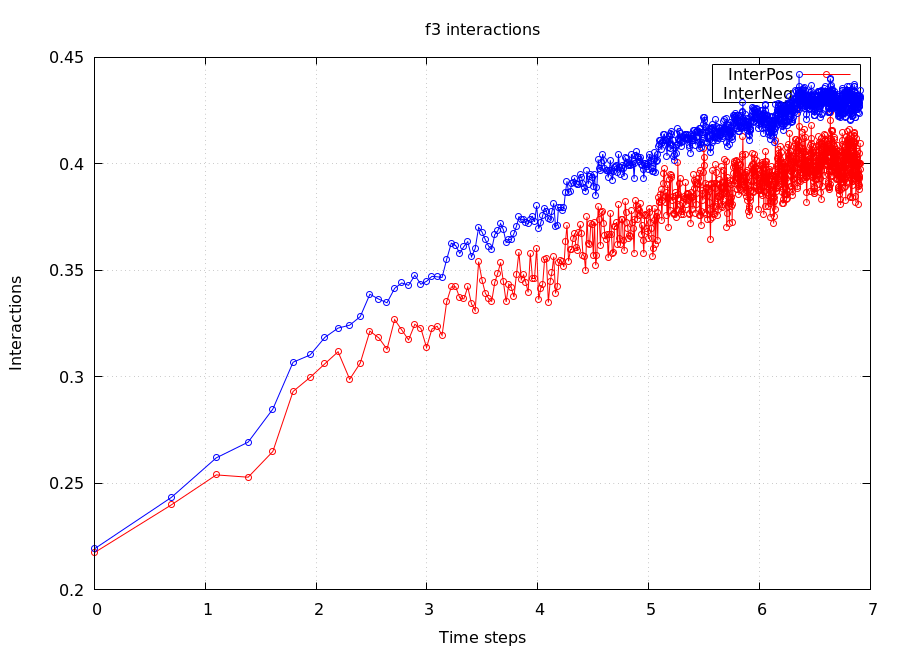 f3 interactions
0.45
0.4
0.35
0.3
0.25
0.2
Interactions
InterPos
InterNeg
0 1 2 3 4 5 6 7
Time steps